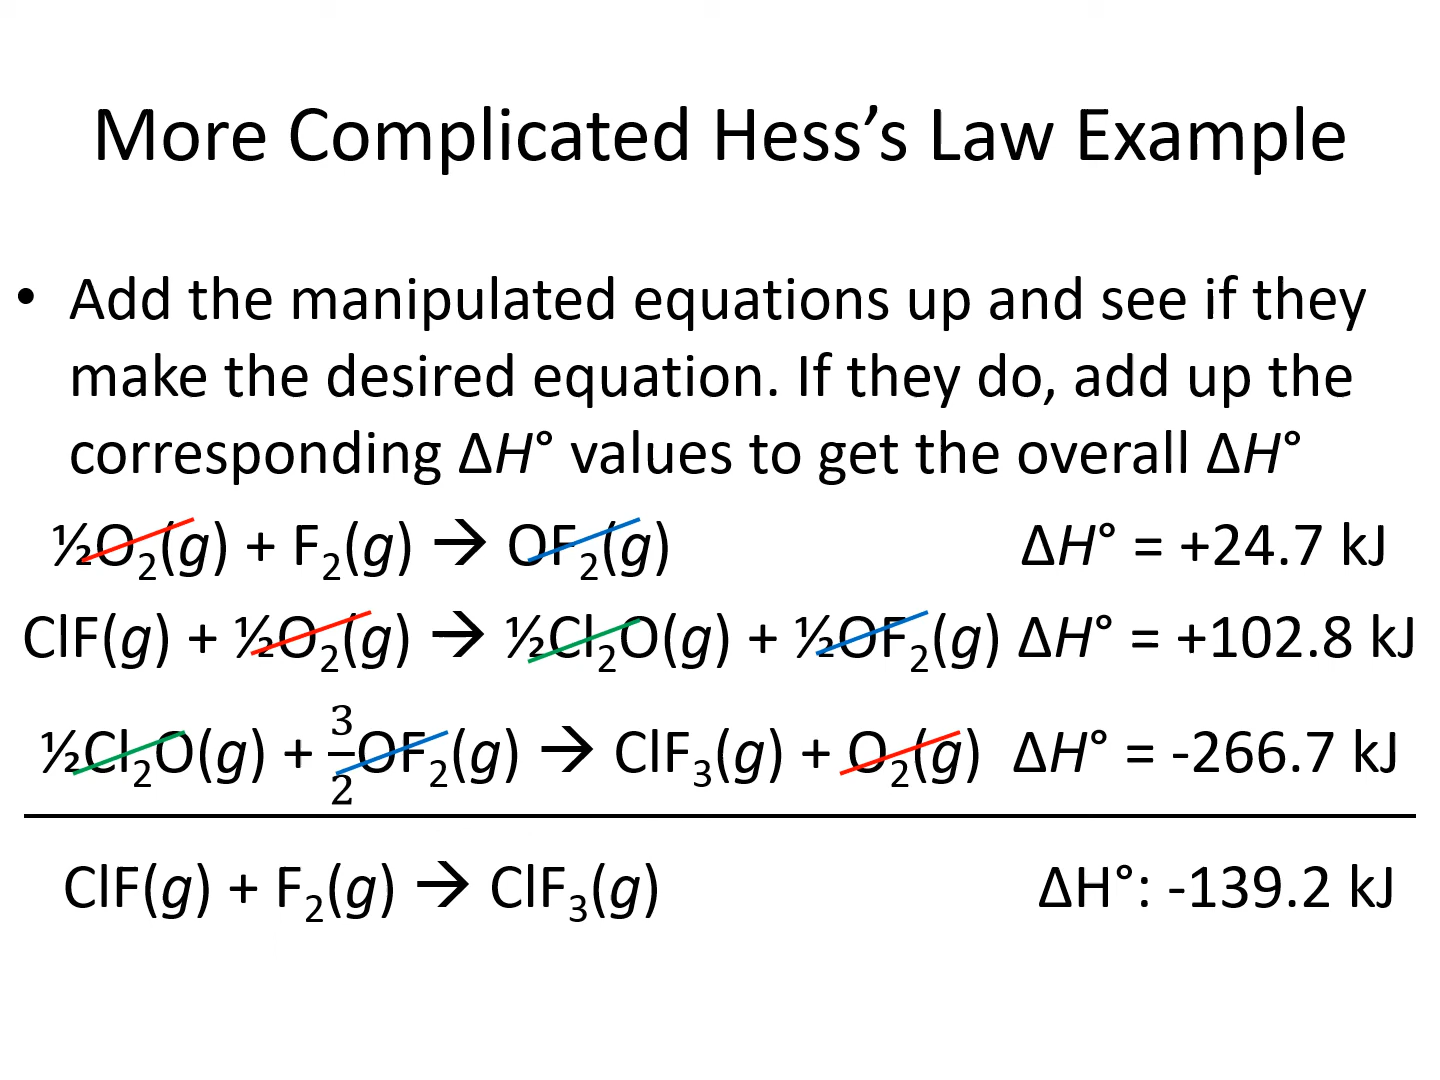 More Complicated Hess’s Law Example
• Add the manipulated equations up and see if they
make the desired equation. If they do, add up the
corresponding ΔH° values to get the overall ΔH°
½O₂(g) + F₂(g) → OF₂(g) ΔH° = +24.7 kJ
ClF(g) + ½O₂(g) → ½Cl₂O(g) + ½OF₂(g) ΔH° = +102.8 kJ
½Cl₂O(g) + 3/2OF₂(g) → ClF₃(g) + O₂(g) ΔH° = -266.7 kJ
ClF(g) + F₂(g) → ClF₃(g) ΔH°: -139.2 kJ